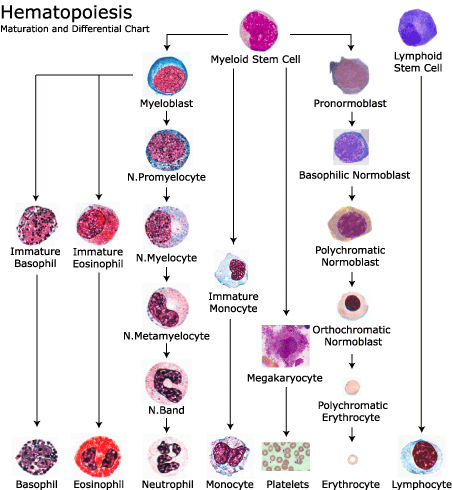 Hematopoiesis
Maturation and Differential Chart
Myeloid Stem Cell
Lymphoid
Stem Cell
Myeloblast
Pronormoblast
N.Promyelocyte
Basophilic Normoblast
Immature
Basophil
Immature
Eosinophil
N.Myelocyte
Polychromatic
Normoblast
Immature
Monocyte
N.Metamyelocyte
Orthochromatic
Normoblast
Megakaryocyte
N.Band
Polychromatic
Erythrocyte
Basophil
Eosinophil
Neutrophil
Monocyte
Platelets
Erythrocyte
Lymphocyte